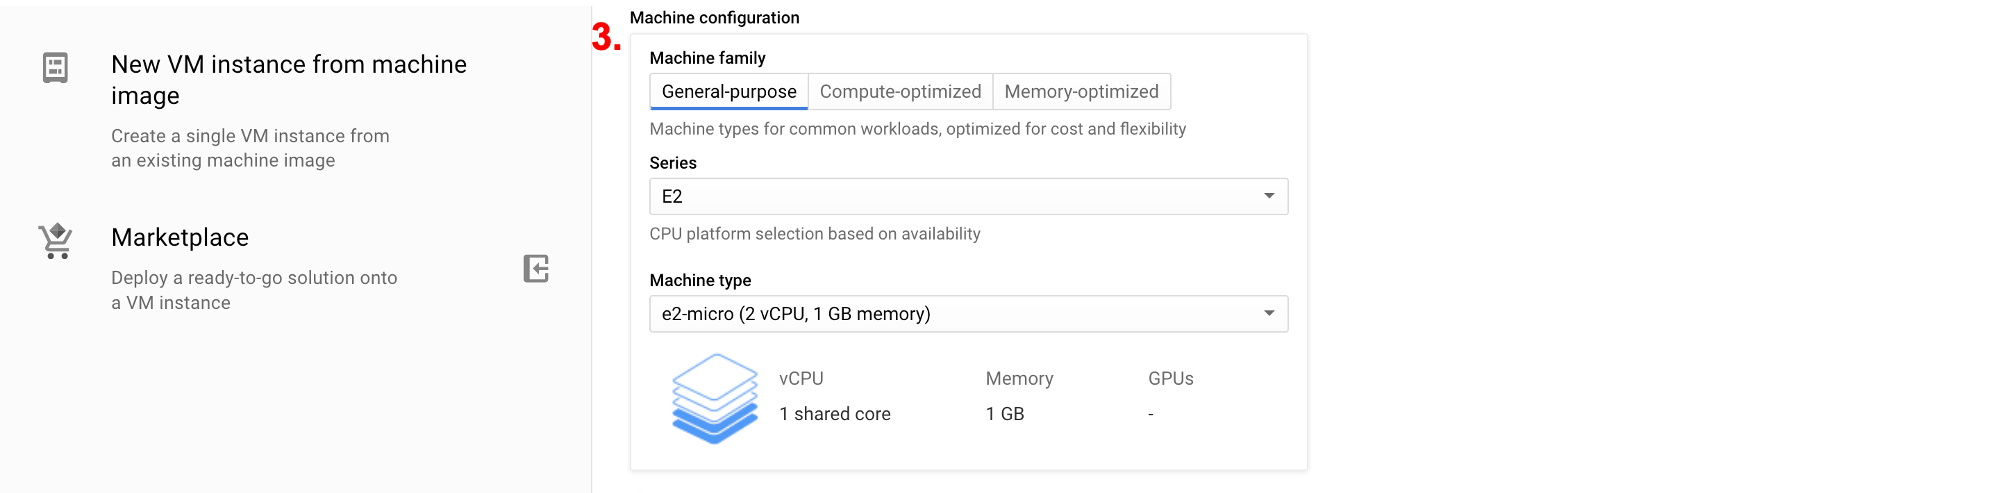 New VM instance from machine
image
Create a single VM instance from
an existing machine image
Marketplace
Deploy a ready-to-go solution onto
a VM instance
3.
Machine configuration
Machine family
General-purpose Compute-optimized Memory-optimized
Machine types for common workloads, optimized for cost and flexibility
Series
E2
CPU platform selection based on availability
Machine type
e2-micro (2 vCPU, 1 GB memory)
vCPU Memory GPUs
1 shared core 1 GB -